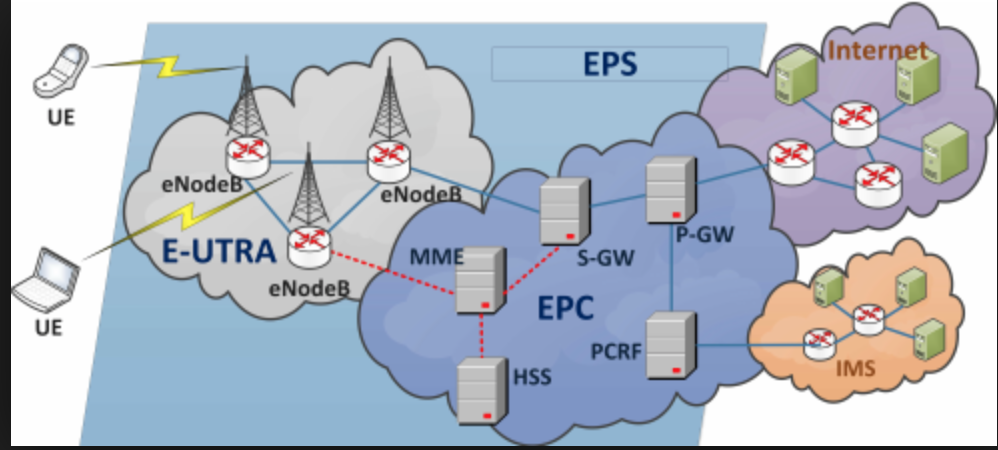 Internet
EPS
UE
eNodeB
eNodeB
P-GW
E-UTRA
MME
S-GW
eNodeB
EPC
UE
PCRF
IMS
HSS